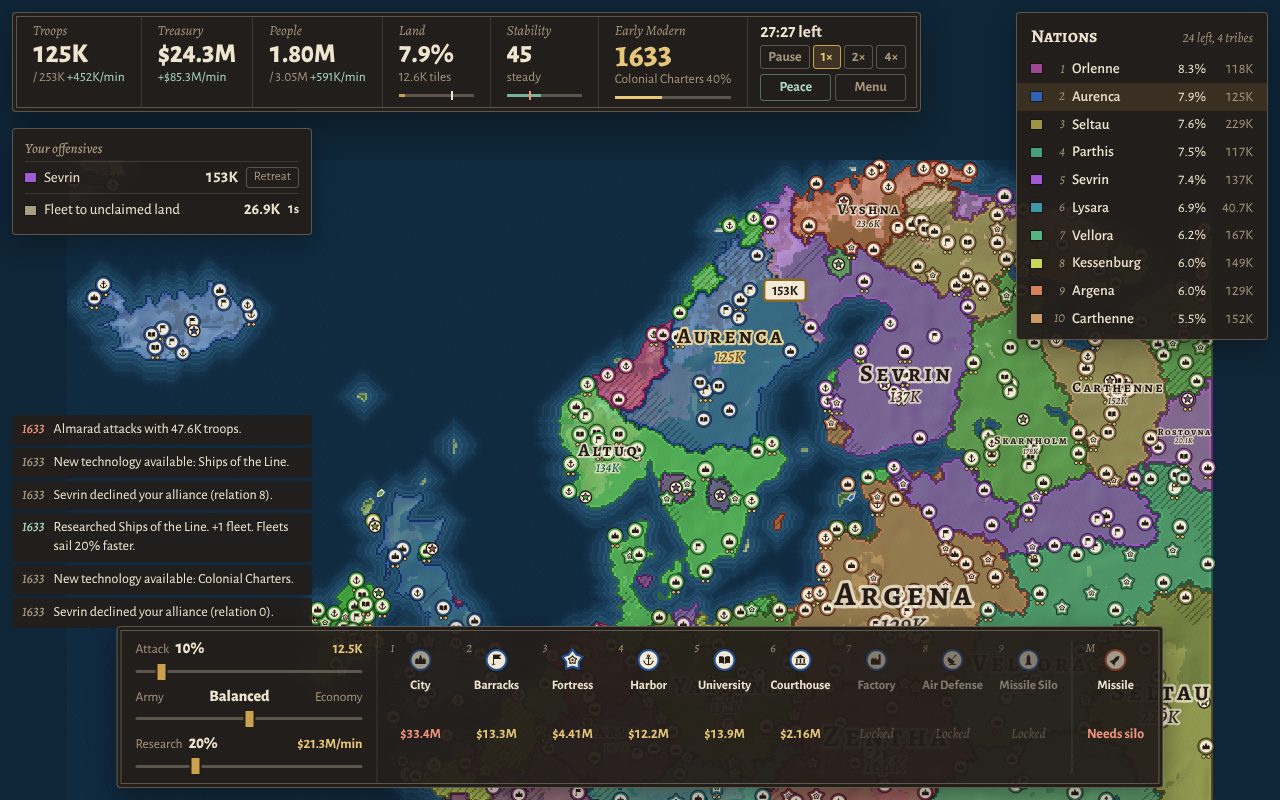 Troops
125K
/ 253K +452K/min
Treasury
$24.3M
+$85.3M/min
People
1.80M
/ 3.05M +591K/min
Land
7.9%
12.6K tiles
Stability
45
steady
Early Modern
1633
Colonial Charters 40%
27:27 left
Pause 1× 2× 4×
Peace Menu
Nations 24 left, 4 tribes
1 Orlenne 8.3% 118K
2 Aurenca 7.9% 125K
3 Seltau 7.6% 229K
4 Parthis 7.5% 117K
5 Sevrin 7.4% 137K
6 Lysara 6.9% 40.7K
7 Vellora 6.2% 167K
8 Kessenburg 6.0% 149K
9 Argena 6.0% 129K
10 Carthenne 5.5% 152K
Your offensives
Sevrin 153K Retreat
Fleet to unclaimed land 26.9K 1s
Vyshna
23.6K
153K
Aurenca
125K
Sevrin
137K
Carthenne
152K
Rostovna
20.1K
Skarnholm
178K
Altuq
134K
Argena
129K
Vellora
Seltau
229K
Zentha
166K
1633 Almarad attacks with 47.6K troops.
1633 New technology available: Ships of the Line.
1633 Sevrin declined your alliance (relation 8).
1633 Researched Ships of the Line. +1 fleet. Fleets
sail 20% faster.
1633 New technology available: Colonial Charters.
1633 Sevrin declined your alliance (relation 0).
Attack 10% 12.5K
Army Balanced Economy
Research 20% $21.3M/min
1 City $33.4M
2 Barracks $13.3M
3 Fortress $4.41M
4 Harbor $12.2M
5 University $13.9M
6 Courthouse $2.16M
7 Factory Locked
8 Air Defense Locked
9 Missile Silo Locked
M Missile Needs silo